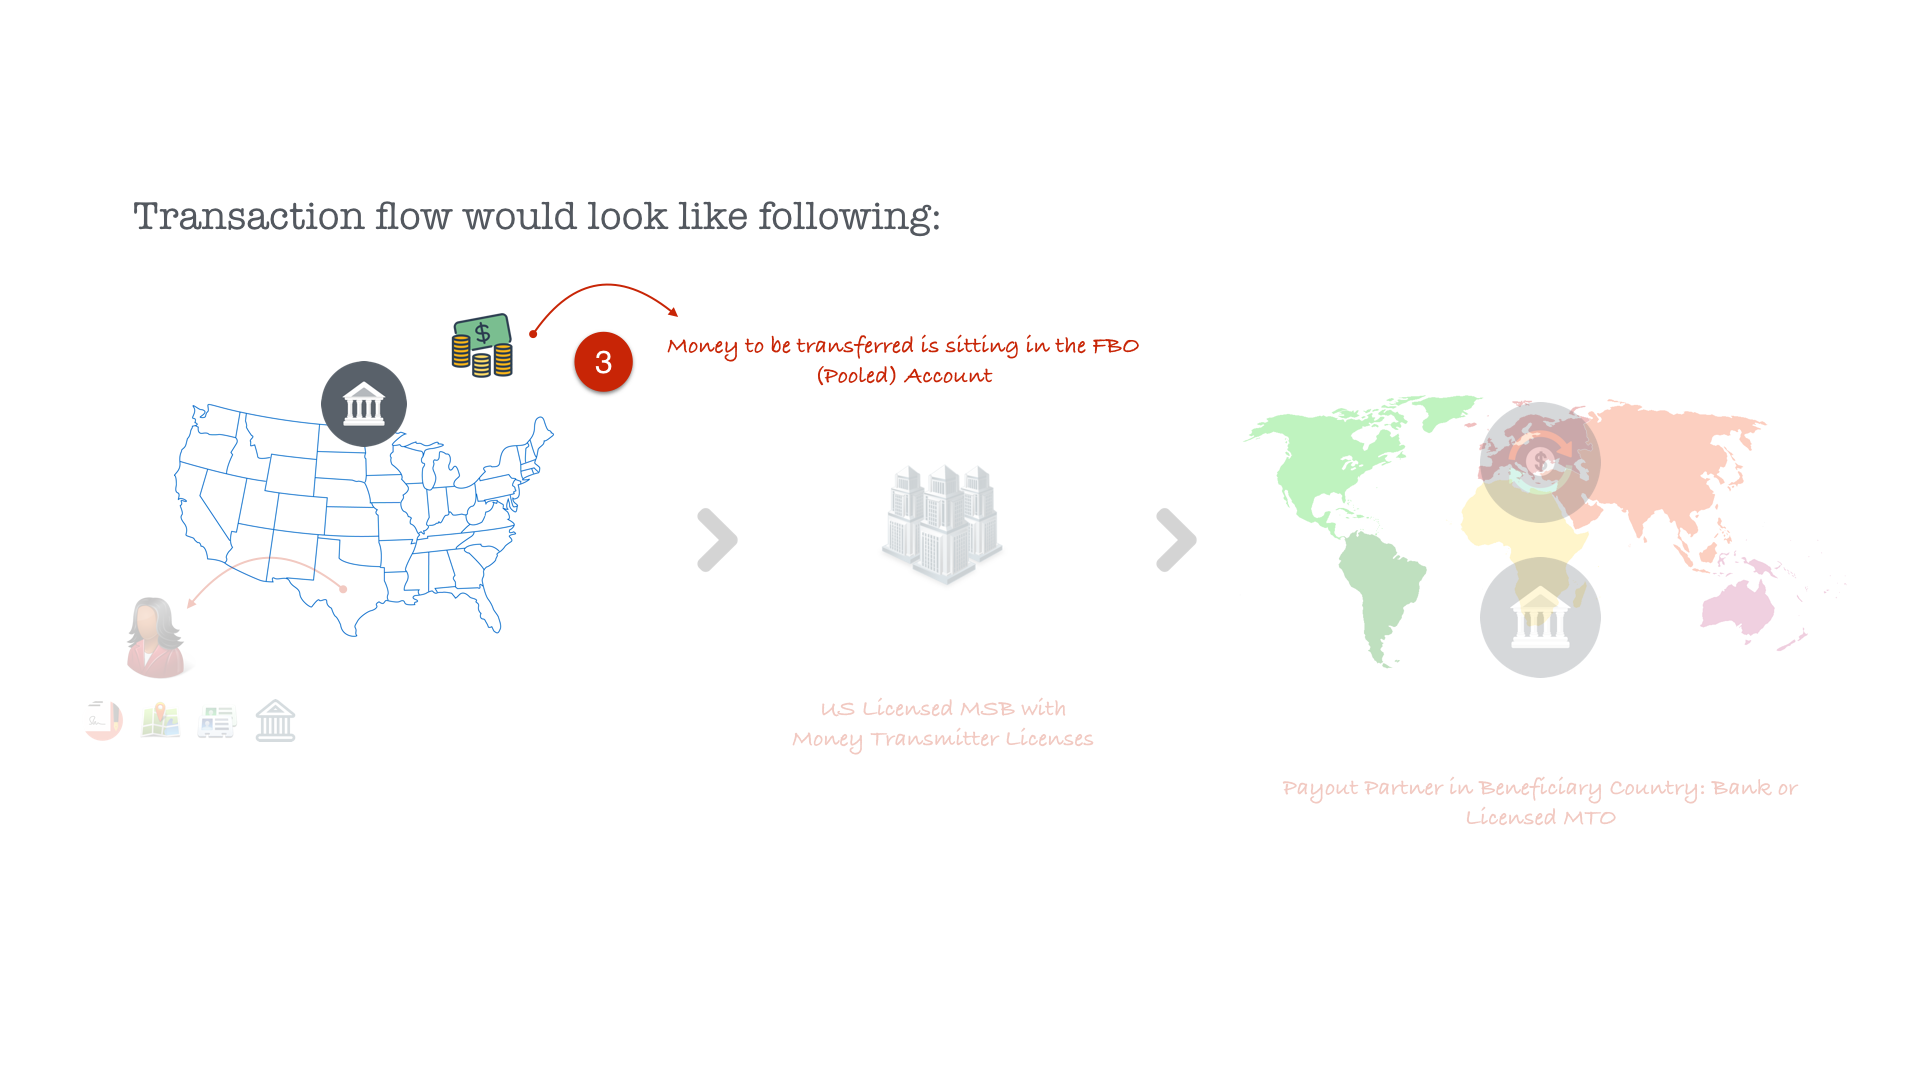 Transaction flow would look like following:
$
3
Money to be transferred is sitting in the FBO
(Pooled) Account
$
US Licensed MSB with
Money Transmitter Licenses
Payout Partner in Beneficiary Country: Bank or
Licensed MTO